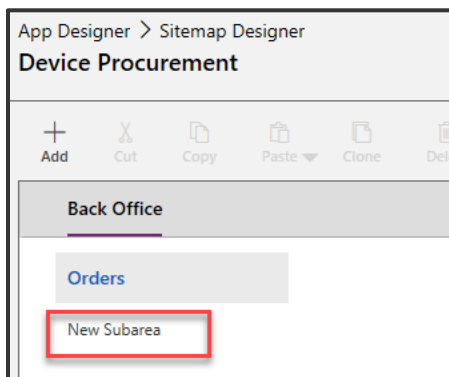 App Designer > Sitemap Designer
Device Procurement
Add Cut Copy Paste Clone
Back Office
Orders
New Subarea